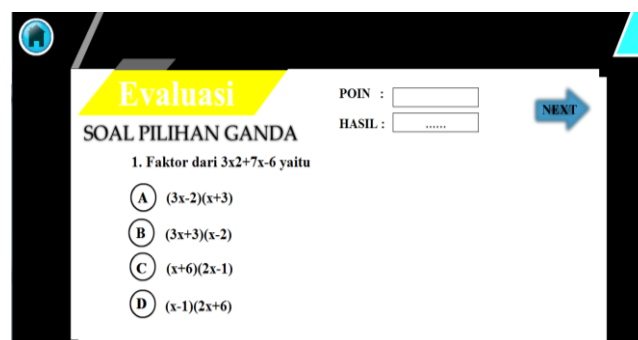 Evaluasi
POIN :
NEXT
HASIL : ......
SOAL PILIHAN GANDA
1. Faktor dari 3x2+7x-6 yaitu
A (3x-2)(x+3)
B (3x+3)(x-2)
C (x+6)(2x-1)
D (x-1)(2x+6)